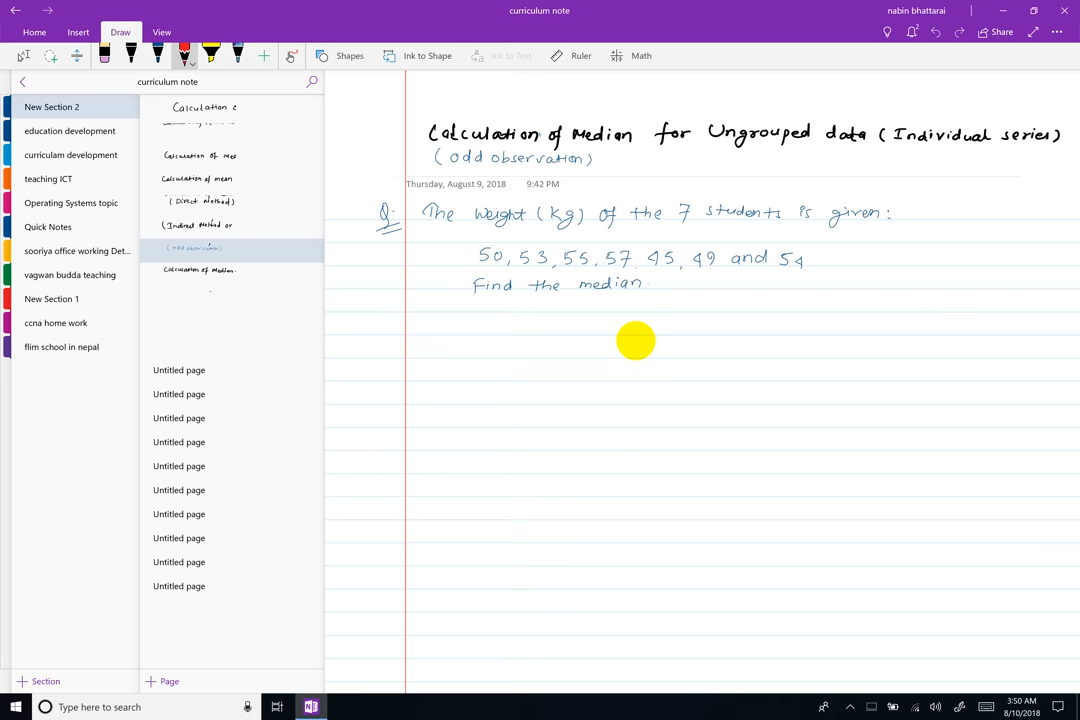 curriculum note
nabin bhattarai
Home Insert Draw View
Share
Shapes Ink to Shape Ink to Text Ruler Math
curriculum note
New Section 2
education development
curriculam development
teaching ICT
Operating Systems topic
Quick Notes
sooriya office working Det...
vagwan budda teaching
New Section 1
ccna home work
flim school in nepal
Section
Calculation c
Calculation of Mea
Calculation of mean
(Direct Method)
(Indirect Method or
(odd observation)
Calculation of Median.
Untitled page
Untitled page
Untitled page
Untitled page
Untitled page
Untitled page
Untitled page
Untitled page
Untitled page
Untitled page
Page
Calculation of Median for Ungrouped data (Individual series)
(odd observation)
Thursday, August 9, 2018 9:42 PM
Q: The weight (kg) of the 7 students is given:
50, 53, 55, 57, 45, 49 and 54
Find the median.
Type here to search
3:50 AM
8/10/2018